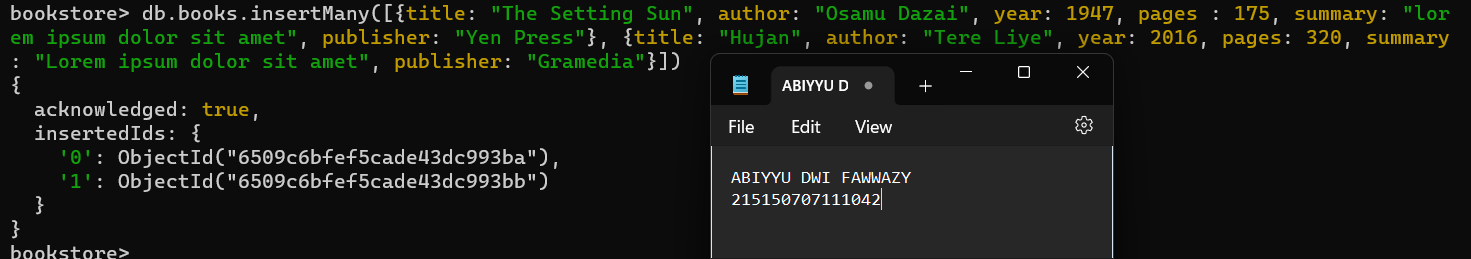 bookstore> db.books.insertMany([{title: "The Setting Sun", author: "Osamu Dazai", year: 1947, pages : 175, summary: "lor
em ipsum dolor sit amet", publisher: "Yen Press"}, {title: "Hujan", author: "Tere Liye", year: 2016, pages: 320, summary
: "Lorem ipsum dolor sit amet", publisher: "Gramedia"}])
{
  acknowledged: true,
  insertedIds: {
    '0': ObjectId("6509c6bfef5cade43dc993ba"),
    '1': ObjectId("6509c6bfef5cade43dc993bb")
  }
}
bookstore>
ABIYYU D
File Edit View
ABIYYU DWI FAWWAZY
215150707111042